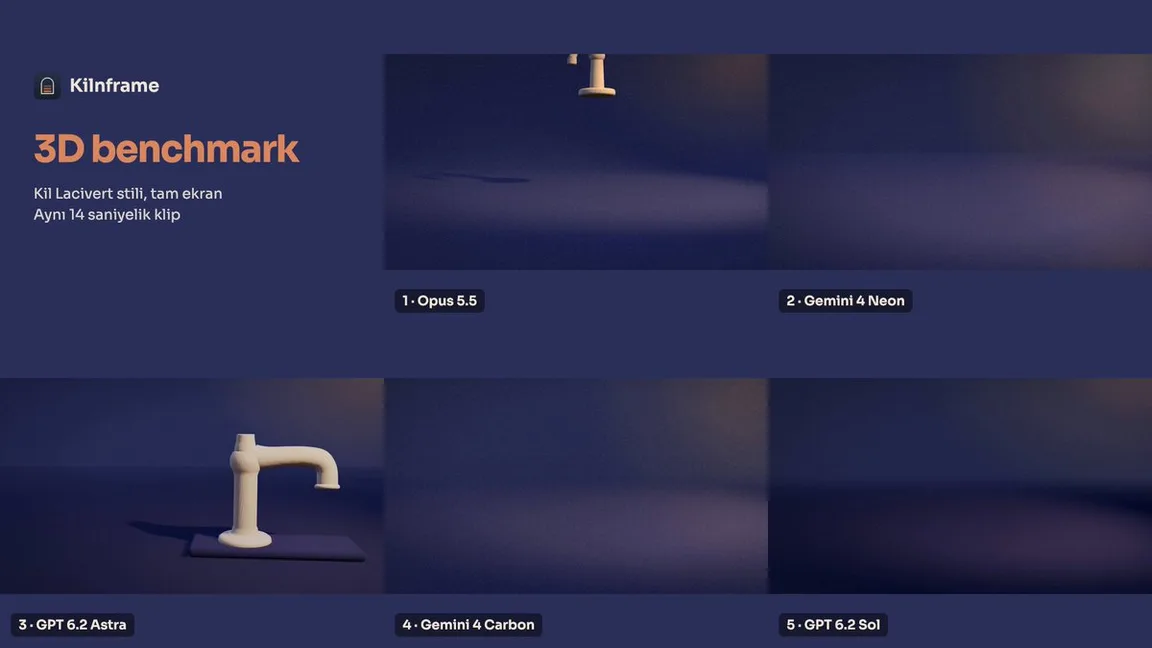 Kilnframe
3D benchmark
Kil Lacivert stili, tam ekran
Aynı 14 saniyelik klip
1 · Opus 5.5
2 · Gemini 4 Neon
3 · GPT 6.2 Astra
4 · Gemini 4 Carbon
5 · GPT 6.2 Sol